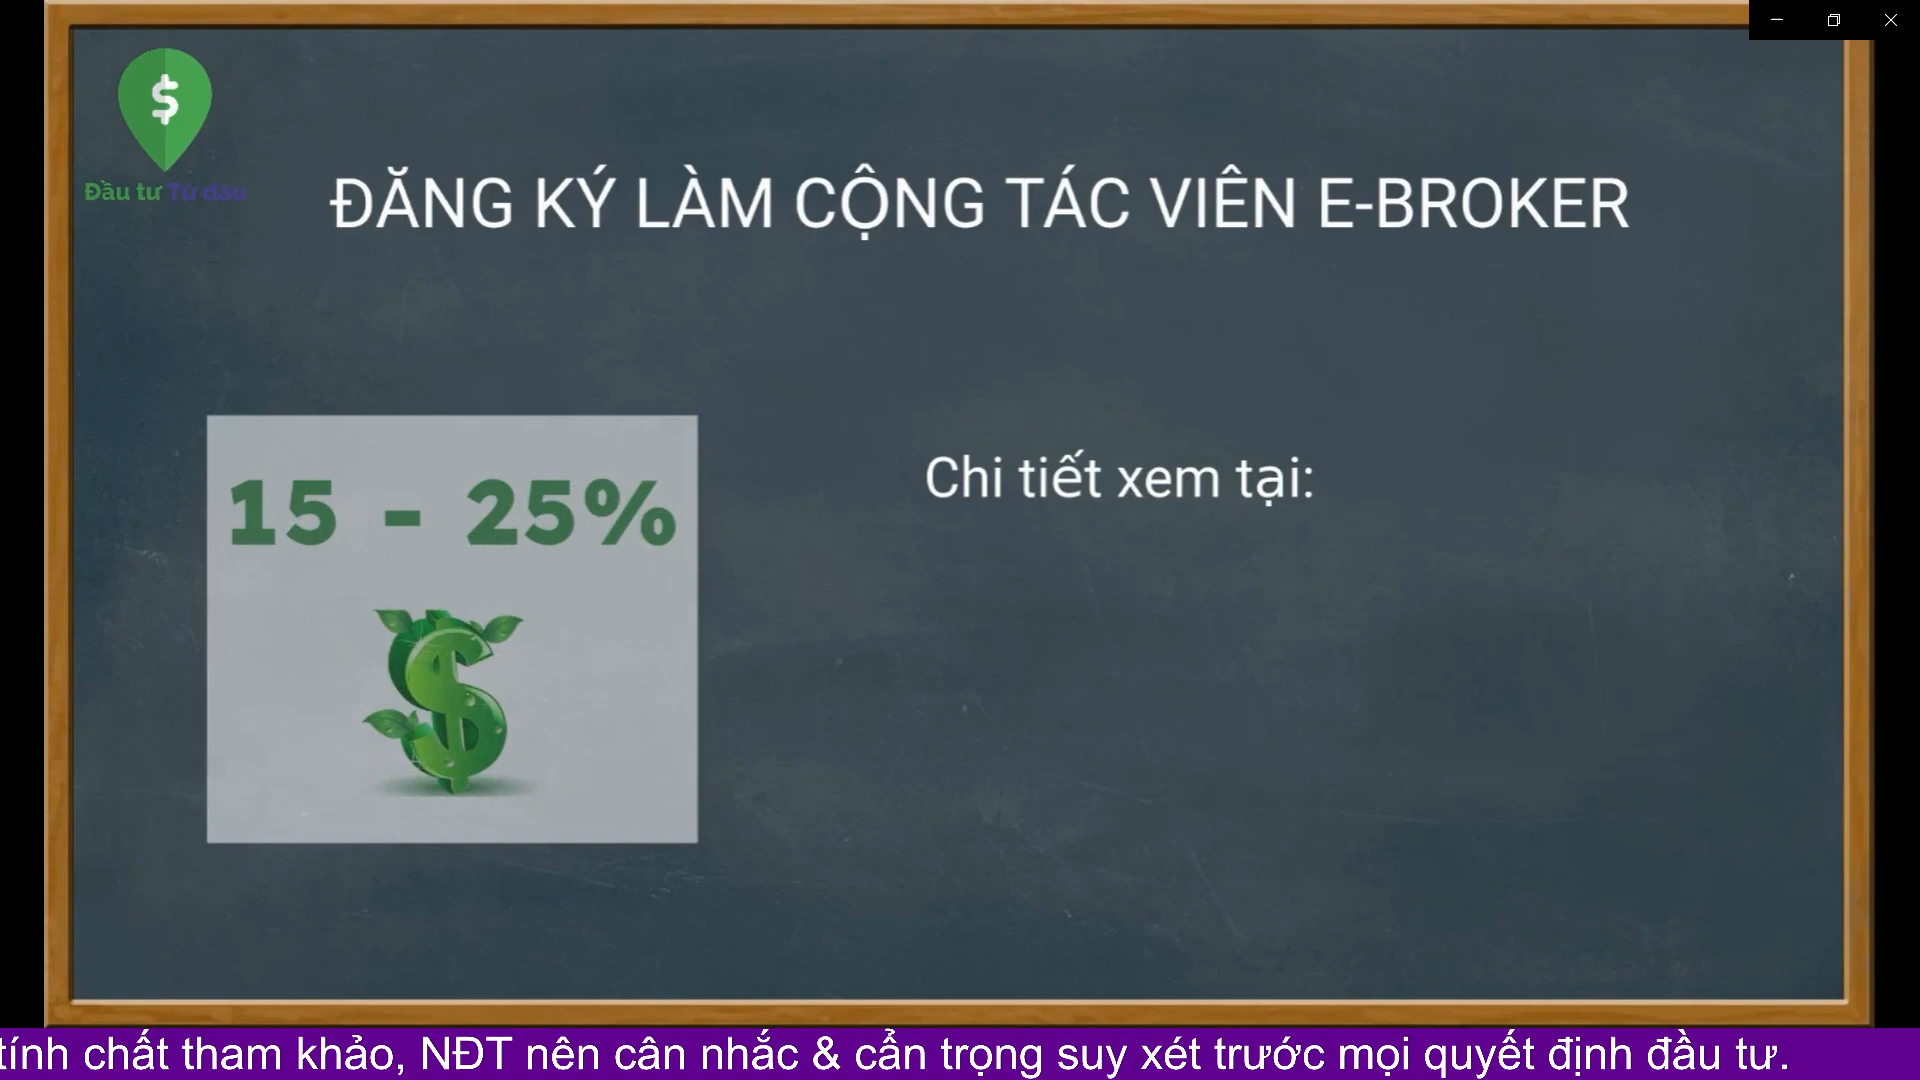 $
Đầu tư Từ đầu
ĐĂNG KÝ LÀM CỘNG TÁC VIÊN E-BROKER
15 - 25%
Chi tiết xem tại:
tính chất tham khảo, NĐT nên cân nhắc & cẩn trọng suy xét trước mọi quyết định đầu tư.